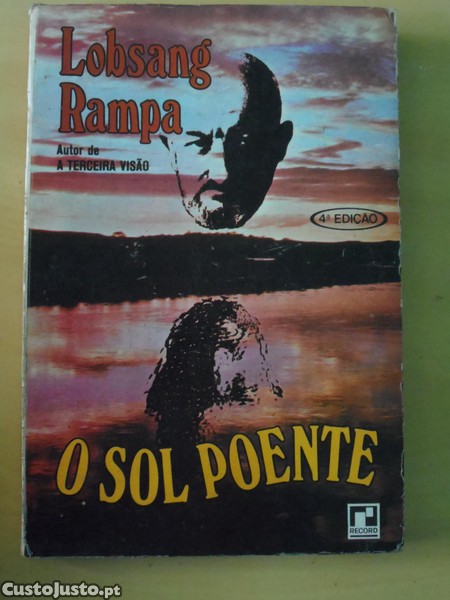 Lobsang
Rampa
Autor de
A TERCEIRA VISÃO
4ª EDIÇÃO
O SOL POENTE
RECORD
CustoJusto.pt